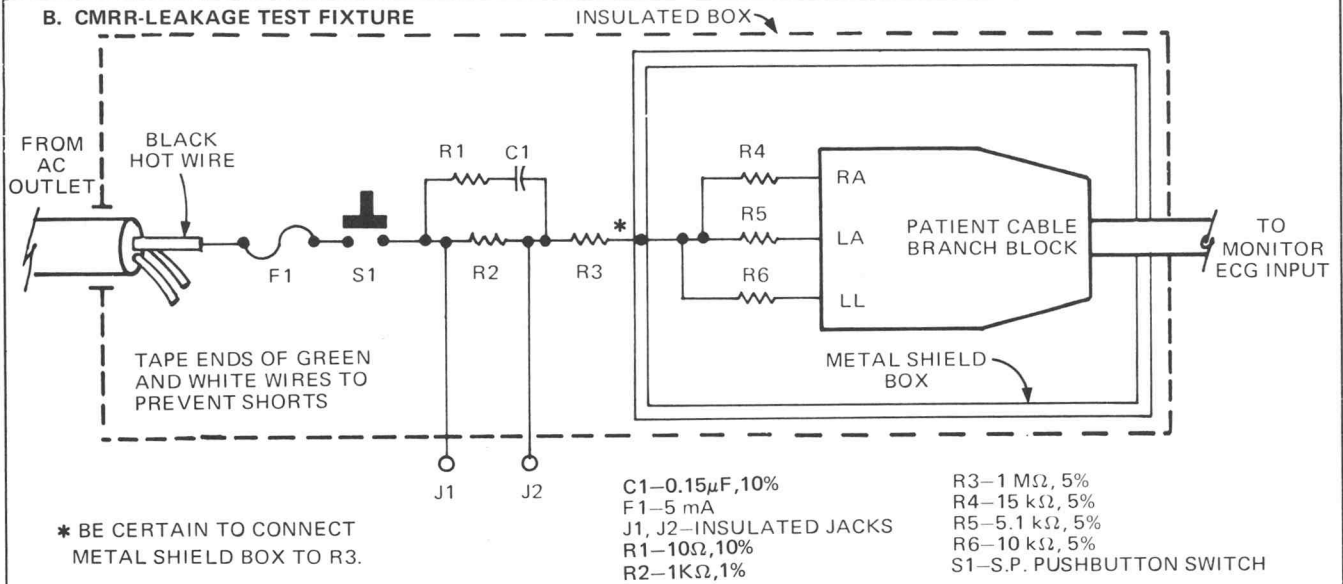 B. CMRR-LEAKAGE TEST FIXTURE
INSULATED BOX
FROM
AC
OUTLET
BLACK
HOT WIRE
R1
C1
F1
S1
R2
R3
*
R4
R5
R6
RA
LA
LL
PATIENT CABLE
BRANCH BLOCK
TO
MONITOR
ECG INPUT
METAL SHIELD
BOX
TAPE ENDS OF GREEN
AND WHITE WIRES TO
PREVENT SHORTS
J1
J2
* BE CERTAIN TO CONNECT
METAL SHIELD BOX TO R3.
C1–0.15μF,10%
F1–5 mA
J1, J2–INSULATED JACKS
R1–10Ω,10%
R2–1KΩ,1%
R3–1 MΩ, 5%
R4–15 kΩ, 5%
R5–5.1 kΩ, 5%
R6–10 kΩ, 5%
S1–S.P. PUSHBUTTON SWITCH